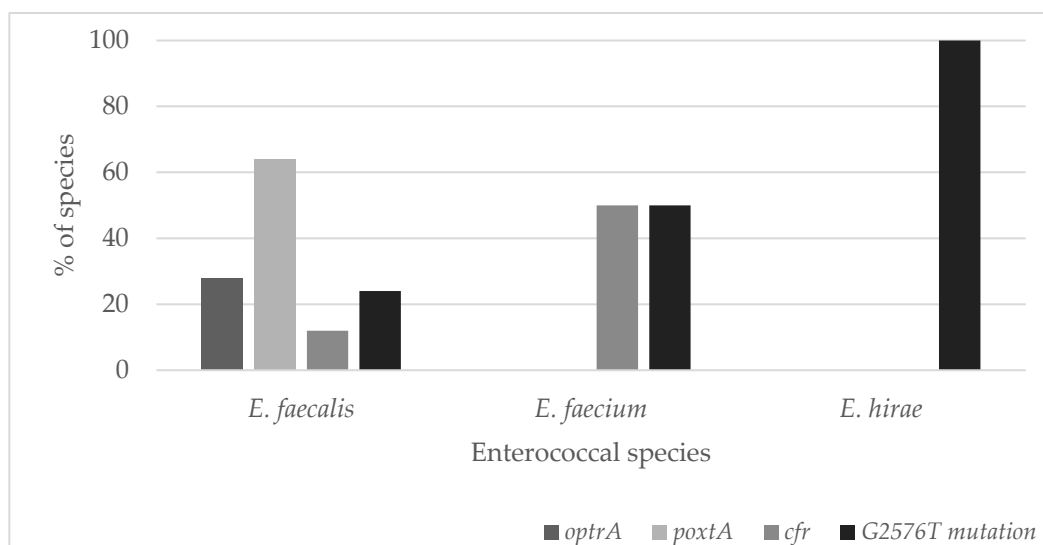 100
80
60
40
20
0
% of species
E. faecalis E. faecium E. hirae
Enterococcal species
optrA poxtA cfr G2576T mutation